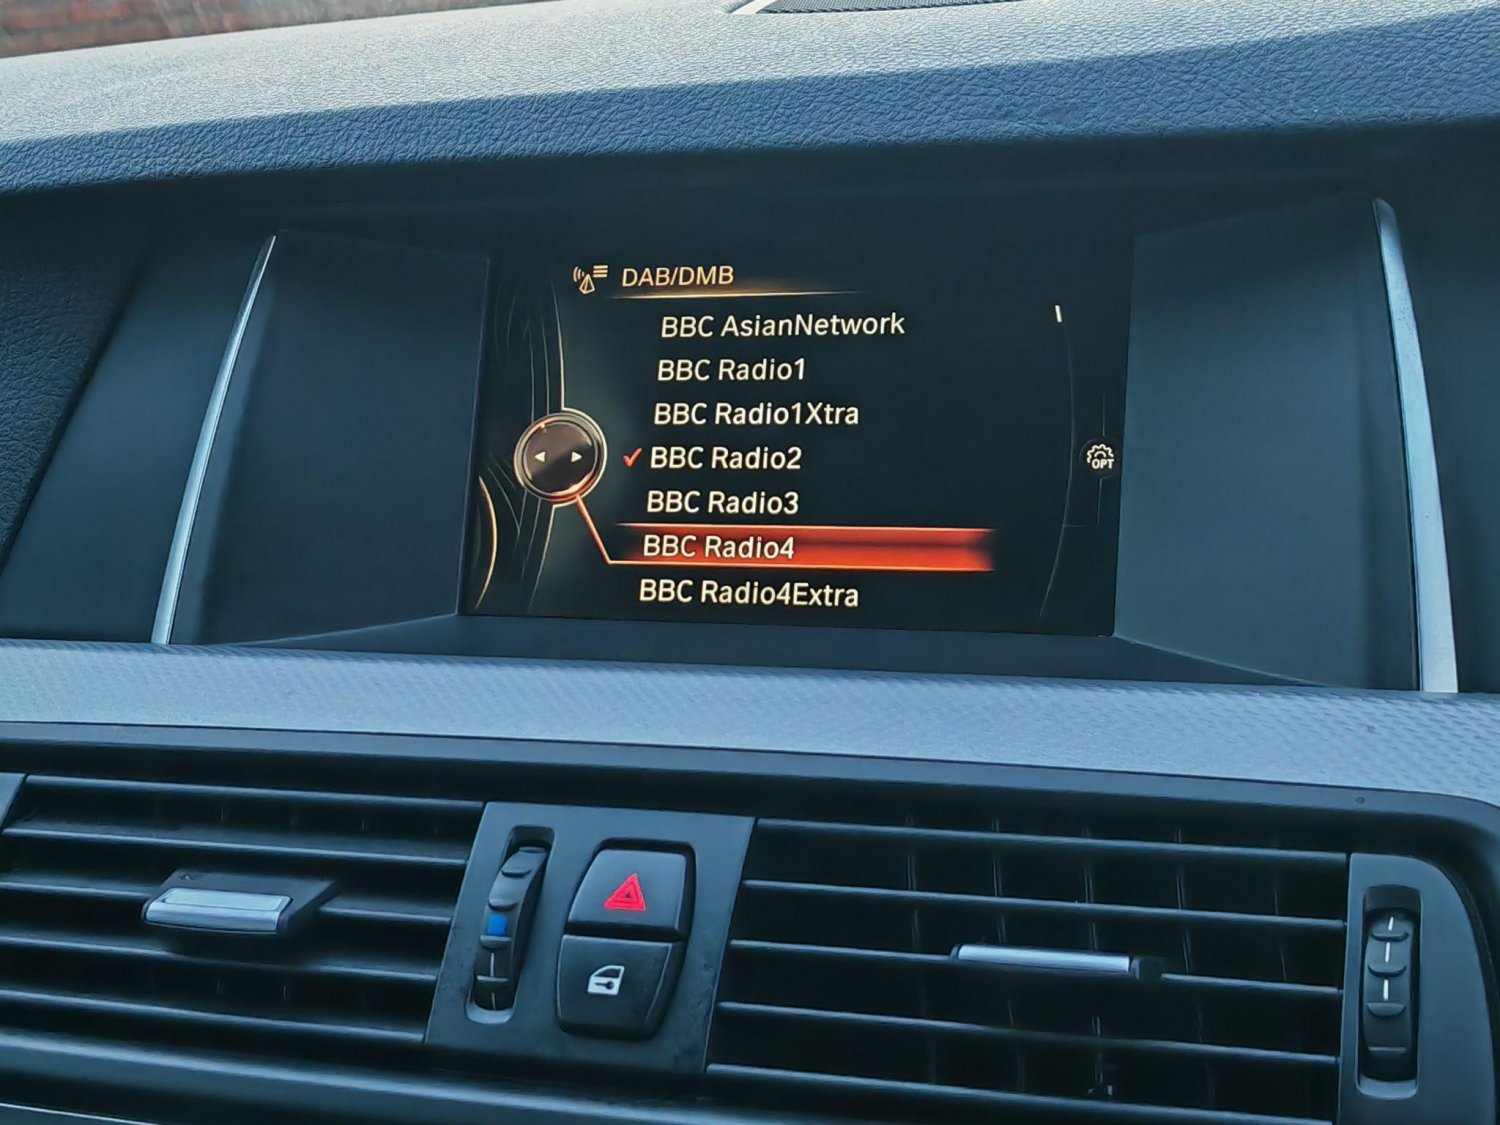 DAB/DMB
BBC AsianNetwork
BBC Radio1
BBC Radio1Xtra
BBC Radio2
BBC Radio3
BBC Radio4
BBC Radio4Extra
OPT